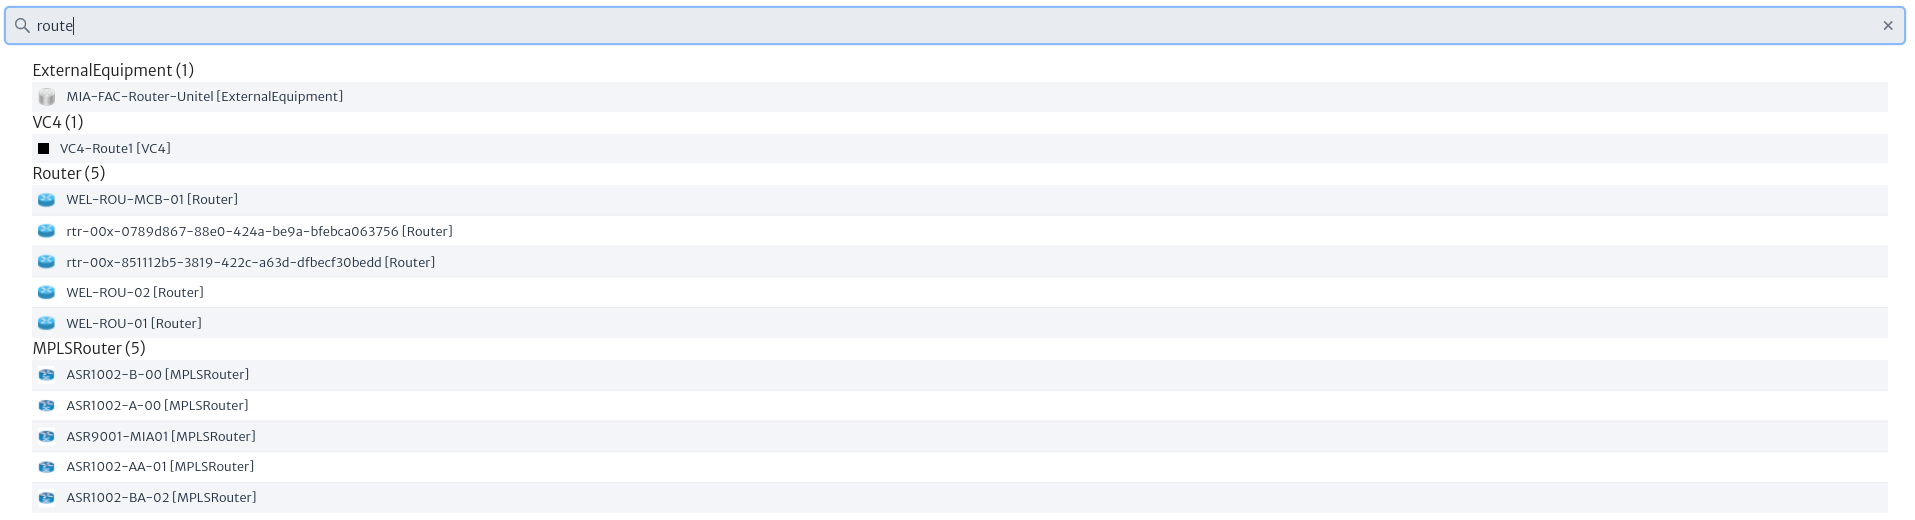 route
ExternalEquipment (1)
MIA-FAC-Router-Unitel [ExternalEquipment]
VC4 (1)
VC4-Route1 [VC4]
Router (5)
WEL-ROU-MCB-01 [Router]
rtr-00x-0789d867-88e0-424a-be9a-bfebca063756 [Router]
rtr-00x-851112b5-3819-422c-a63d-dfbecf30bedd [Router]
WEL-ROU-02 [Router]
WEL-ROU-01 [Router]
MPLSRouter (5)
ASR1002-B-00 [MPLSRouter]
ASR1002-A-00 [MPLSRouter]
ASR9001-MIA01 [MPLSRouter]
ASR1002-AA-01 [MPLSRouter]
ASR1002-BA-02 [MPLSRouter]